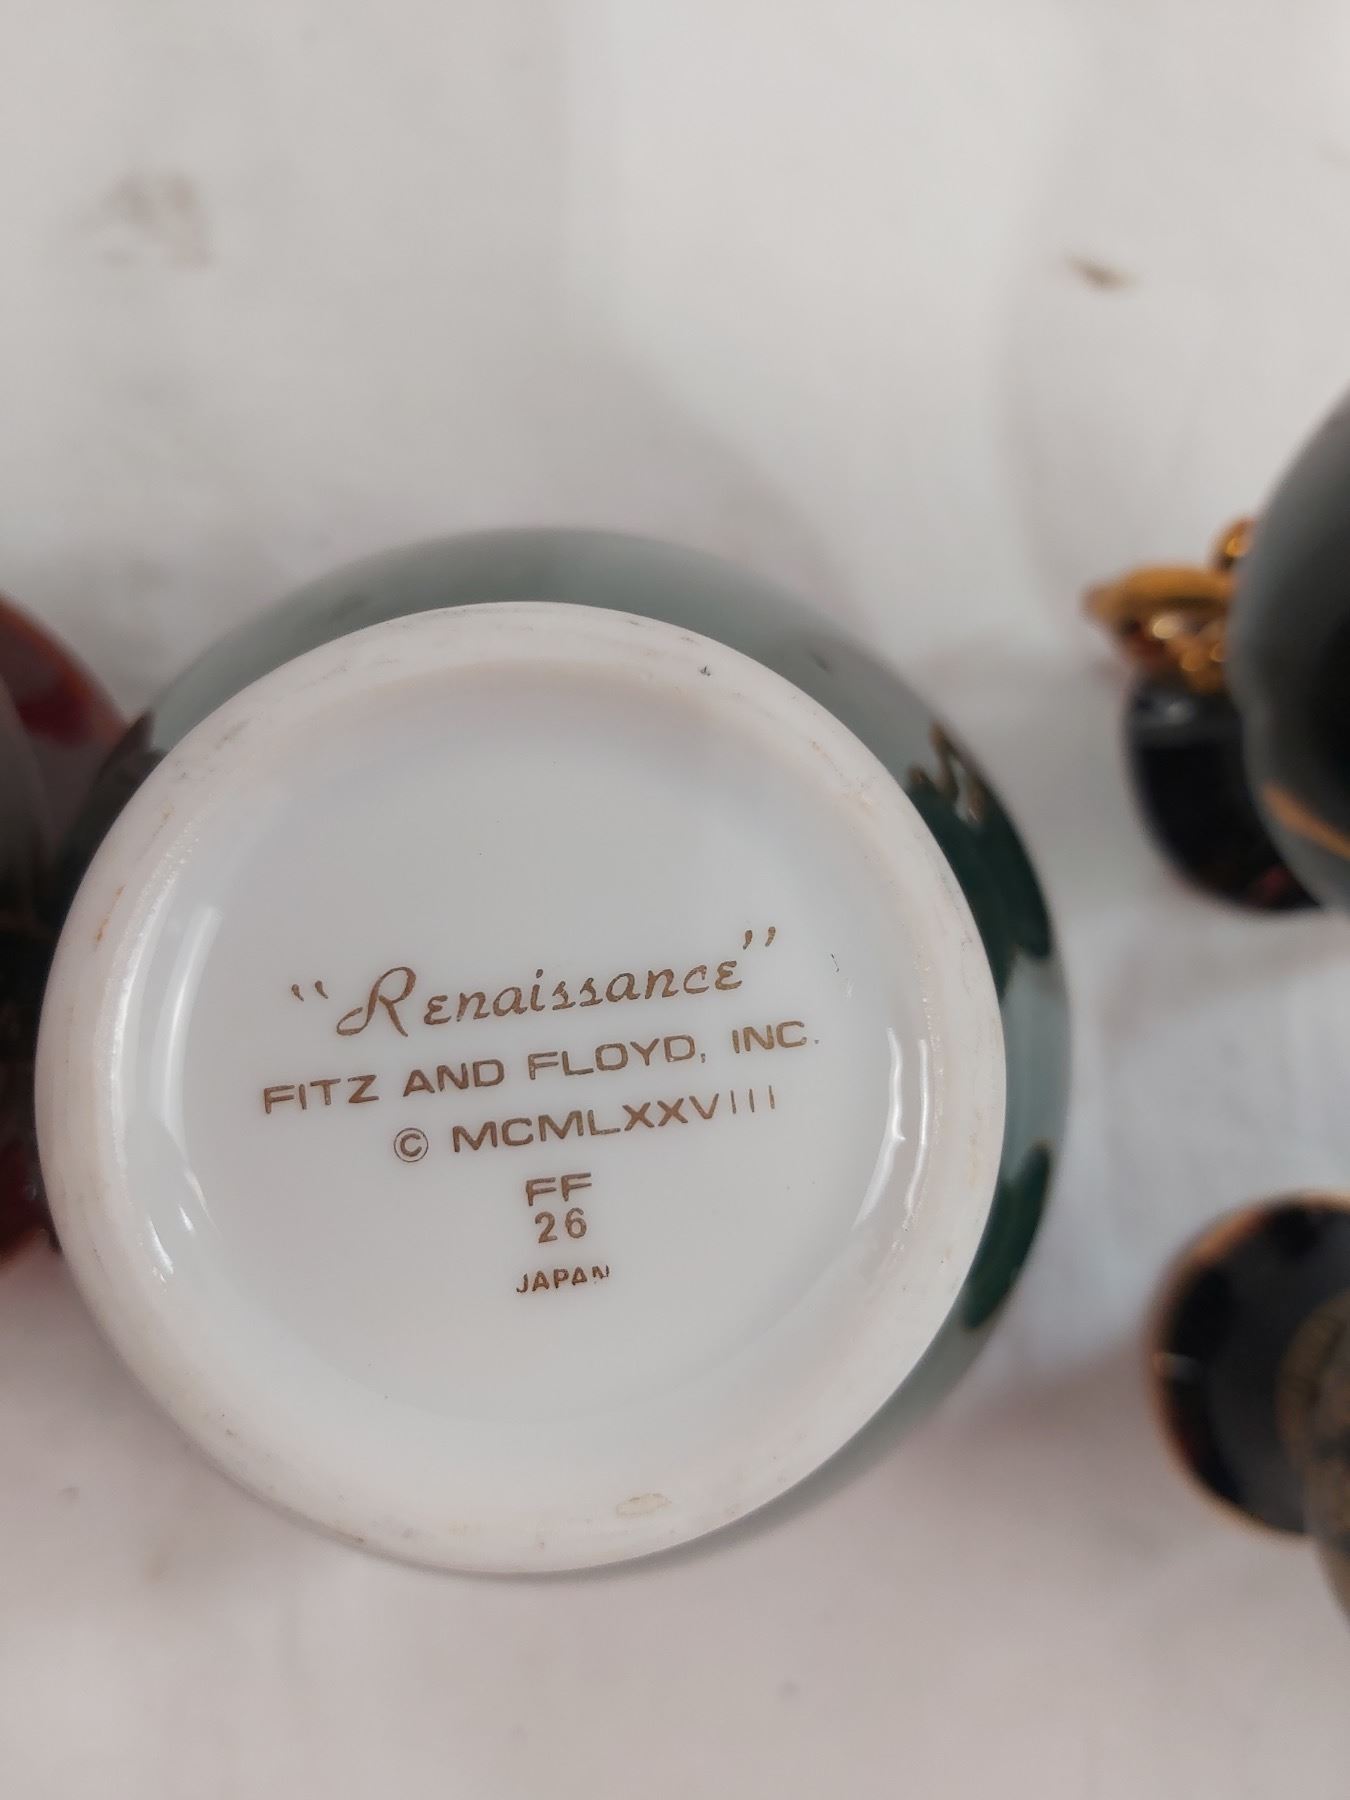 “Renaissance”
FITZ AND FLOYD, INC.
© MCMLXXVIII
FF
26
JAPAN